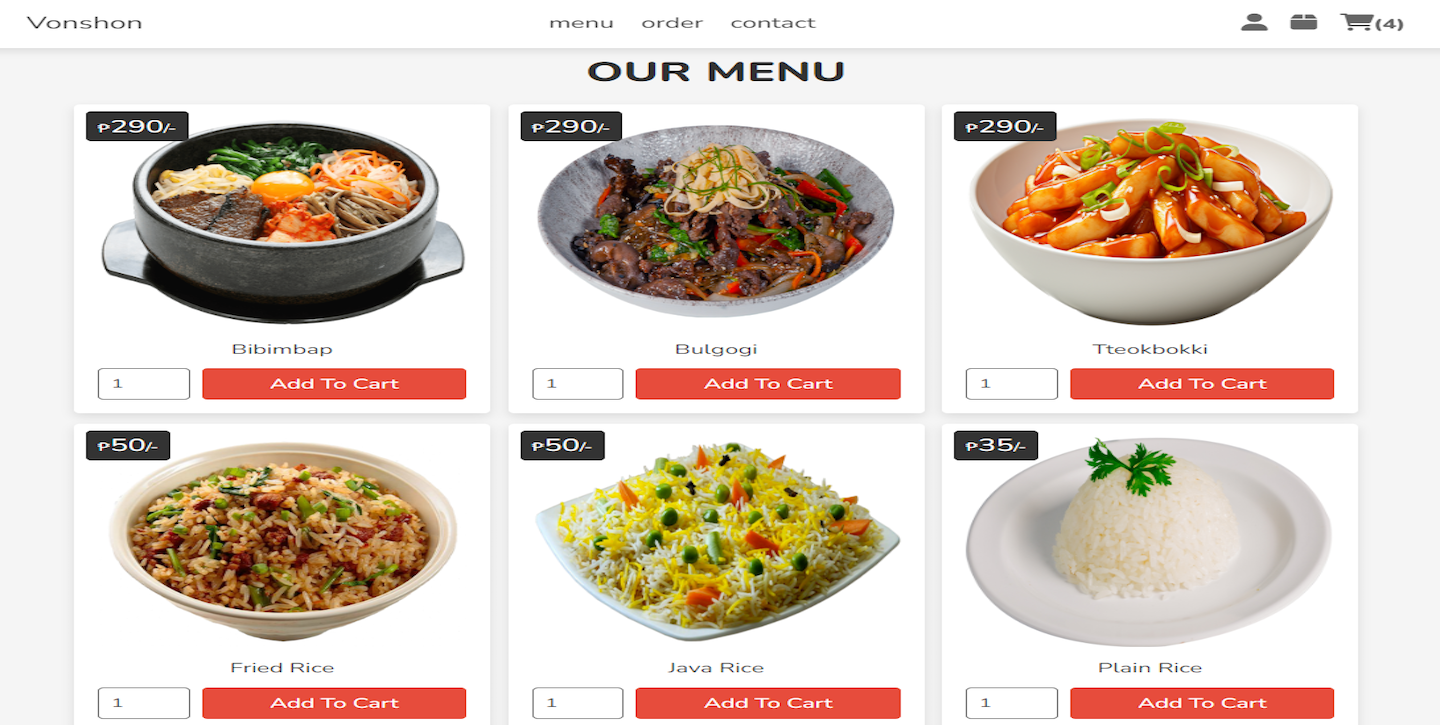 Vonshon menu order contact (4)
OUR MENU
₱290/- ₱290/- ₱290/-
Bibimbap Bulgogi Tteokbokki
1 Add To Cart 1 Add To Cart 1 Add To Cart
₱50/- ₱50/- ₱35/-
Fried Rice Java Rice Plain Rice
1 Add To Cart 1 Add To Cart 1 Add To Cart